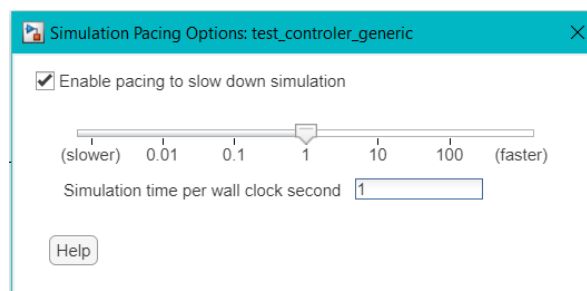 Simulation Pacing Options: test_controler_generic
Enable pacing to slow down simulation
(slower) 0.01 0.1 1 10 100 (faster)
Simulation time per wall clock second 1
Help